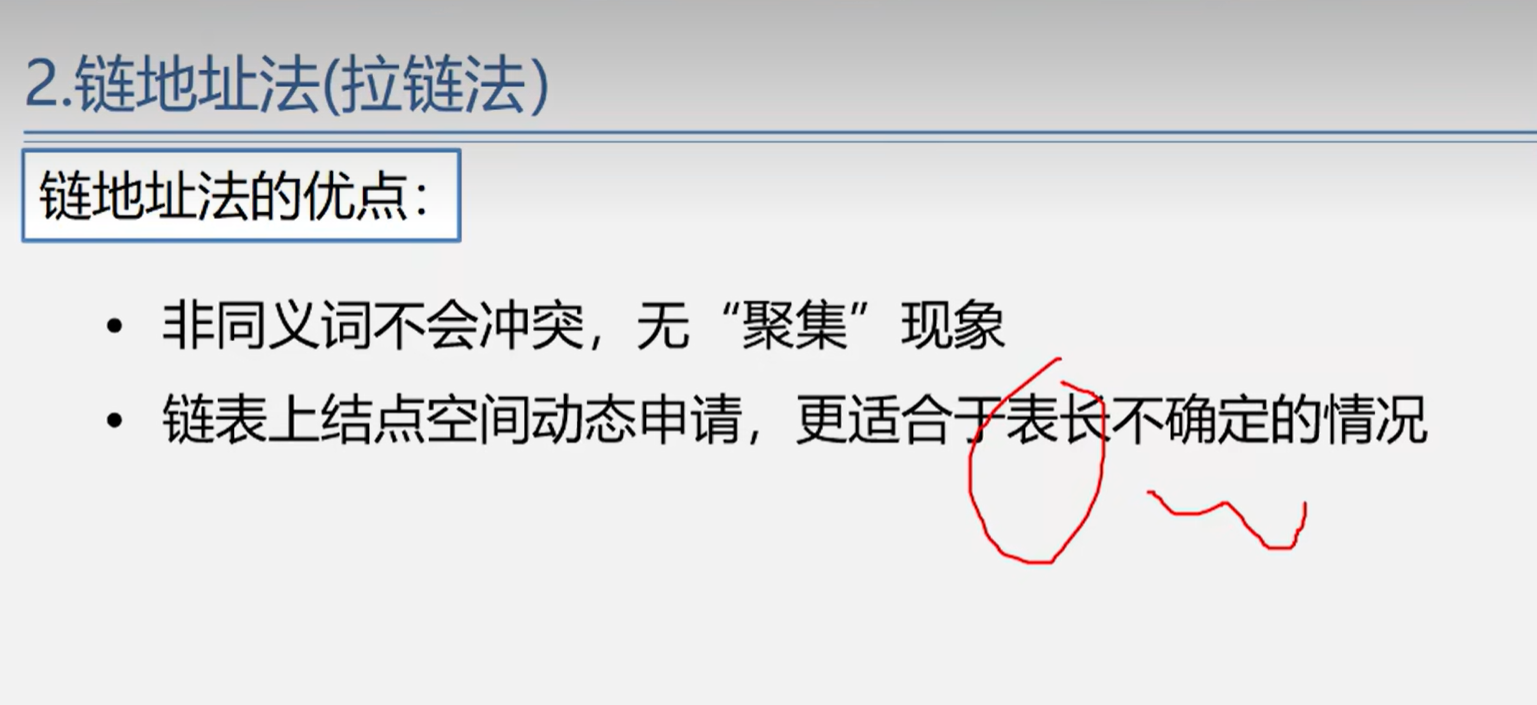 2.链地址法(拉链法）
链地址法的优点：
• 非同义词不会冲突，无“聚集”现象
• 链表上结点空间动态申请，更适合于表长不确定的情况